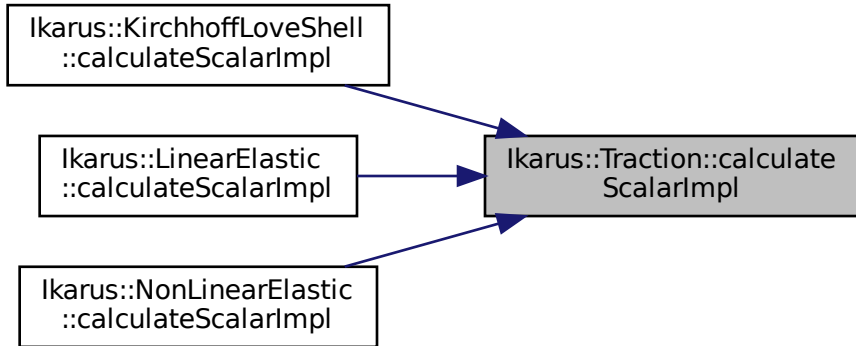 Ikarus::KirchhoffLoveShell
::calculateScalarImpl
Ikarus::LinearElastic
::calculateScalarImpl
Ikarus::Traction::calculate
ScalarImpl
Ikarus::NonLinearElastic
::calculateScalarImpl